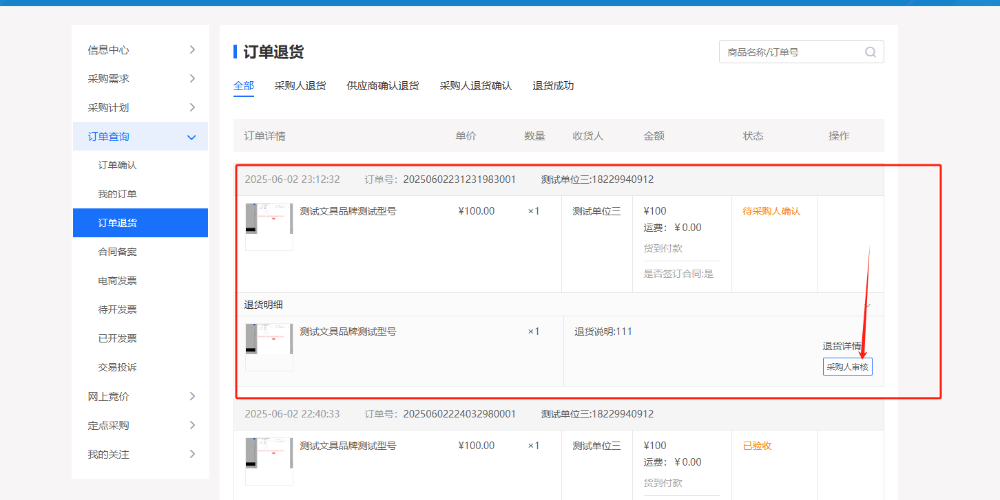 信息中心
采购需求
采购计划
订单查询
订单确认
我的订单
订单退货
合同备案
电商发票
待开发票
已开发票
交易投诉
网上竞价
定点采购
我的关注
订单退货
商品名称/订单号
全部 采购人退货 供应商确认退货 采购人退货确认 退货成功
订单详情 单价 数量 收货人 金额 状态 操作
2025-06-02 23:12:32 订单号：20250602231231983001 测试单位三:18229940912
测试文具品牌测试型号 ¥100.00 ×1 测试单位三 ¥100 待采购人确认
运费：¥0.00
货到付款
是否签订合同:是
退货明细
测试文具品牌测试型号 ×1 退货说明:111
退货详情
采购人审核
2025-06-02 22:40:33 订单号：20250602224032980001 测试单位三:18229940912
测试文具品牌测试型号 ¥100.00 ×1 测试单位三 ¥100 已验收
运费：¥0.00
货到付款